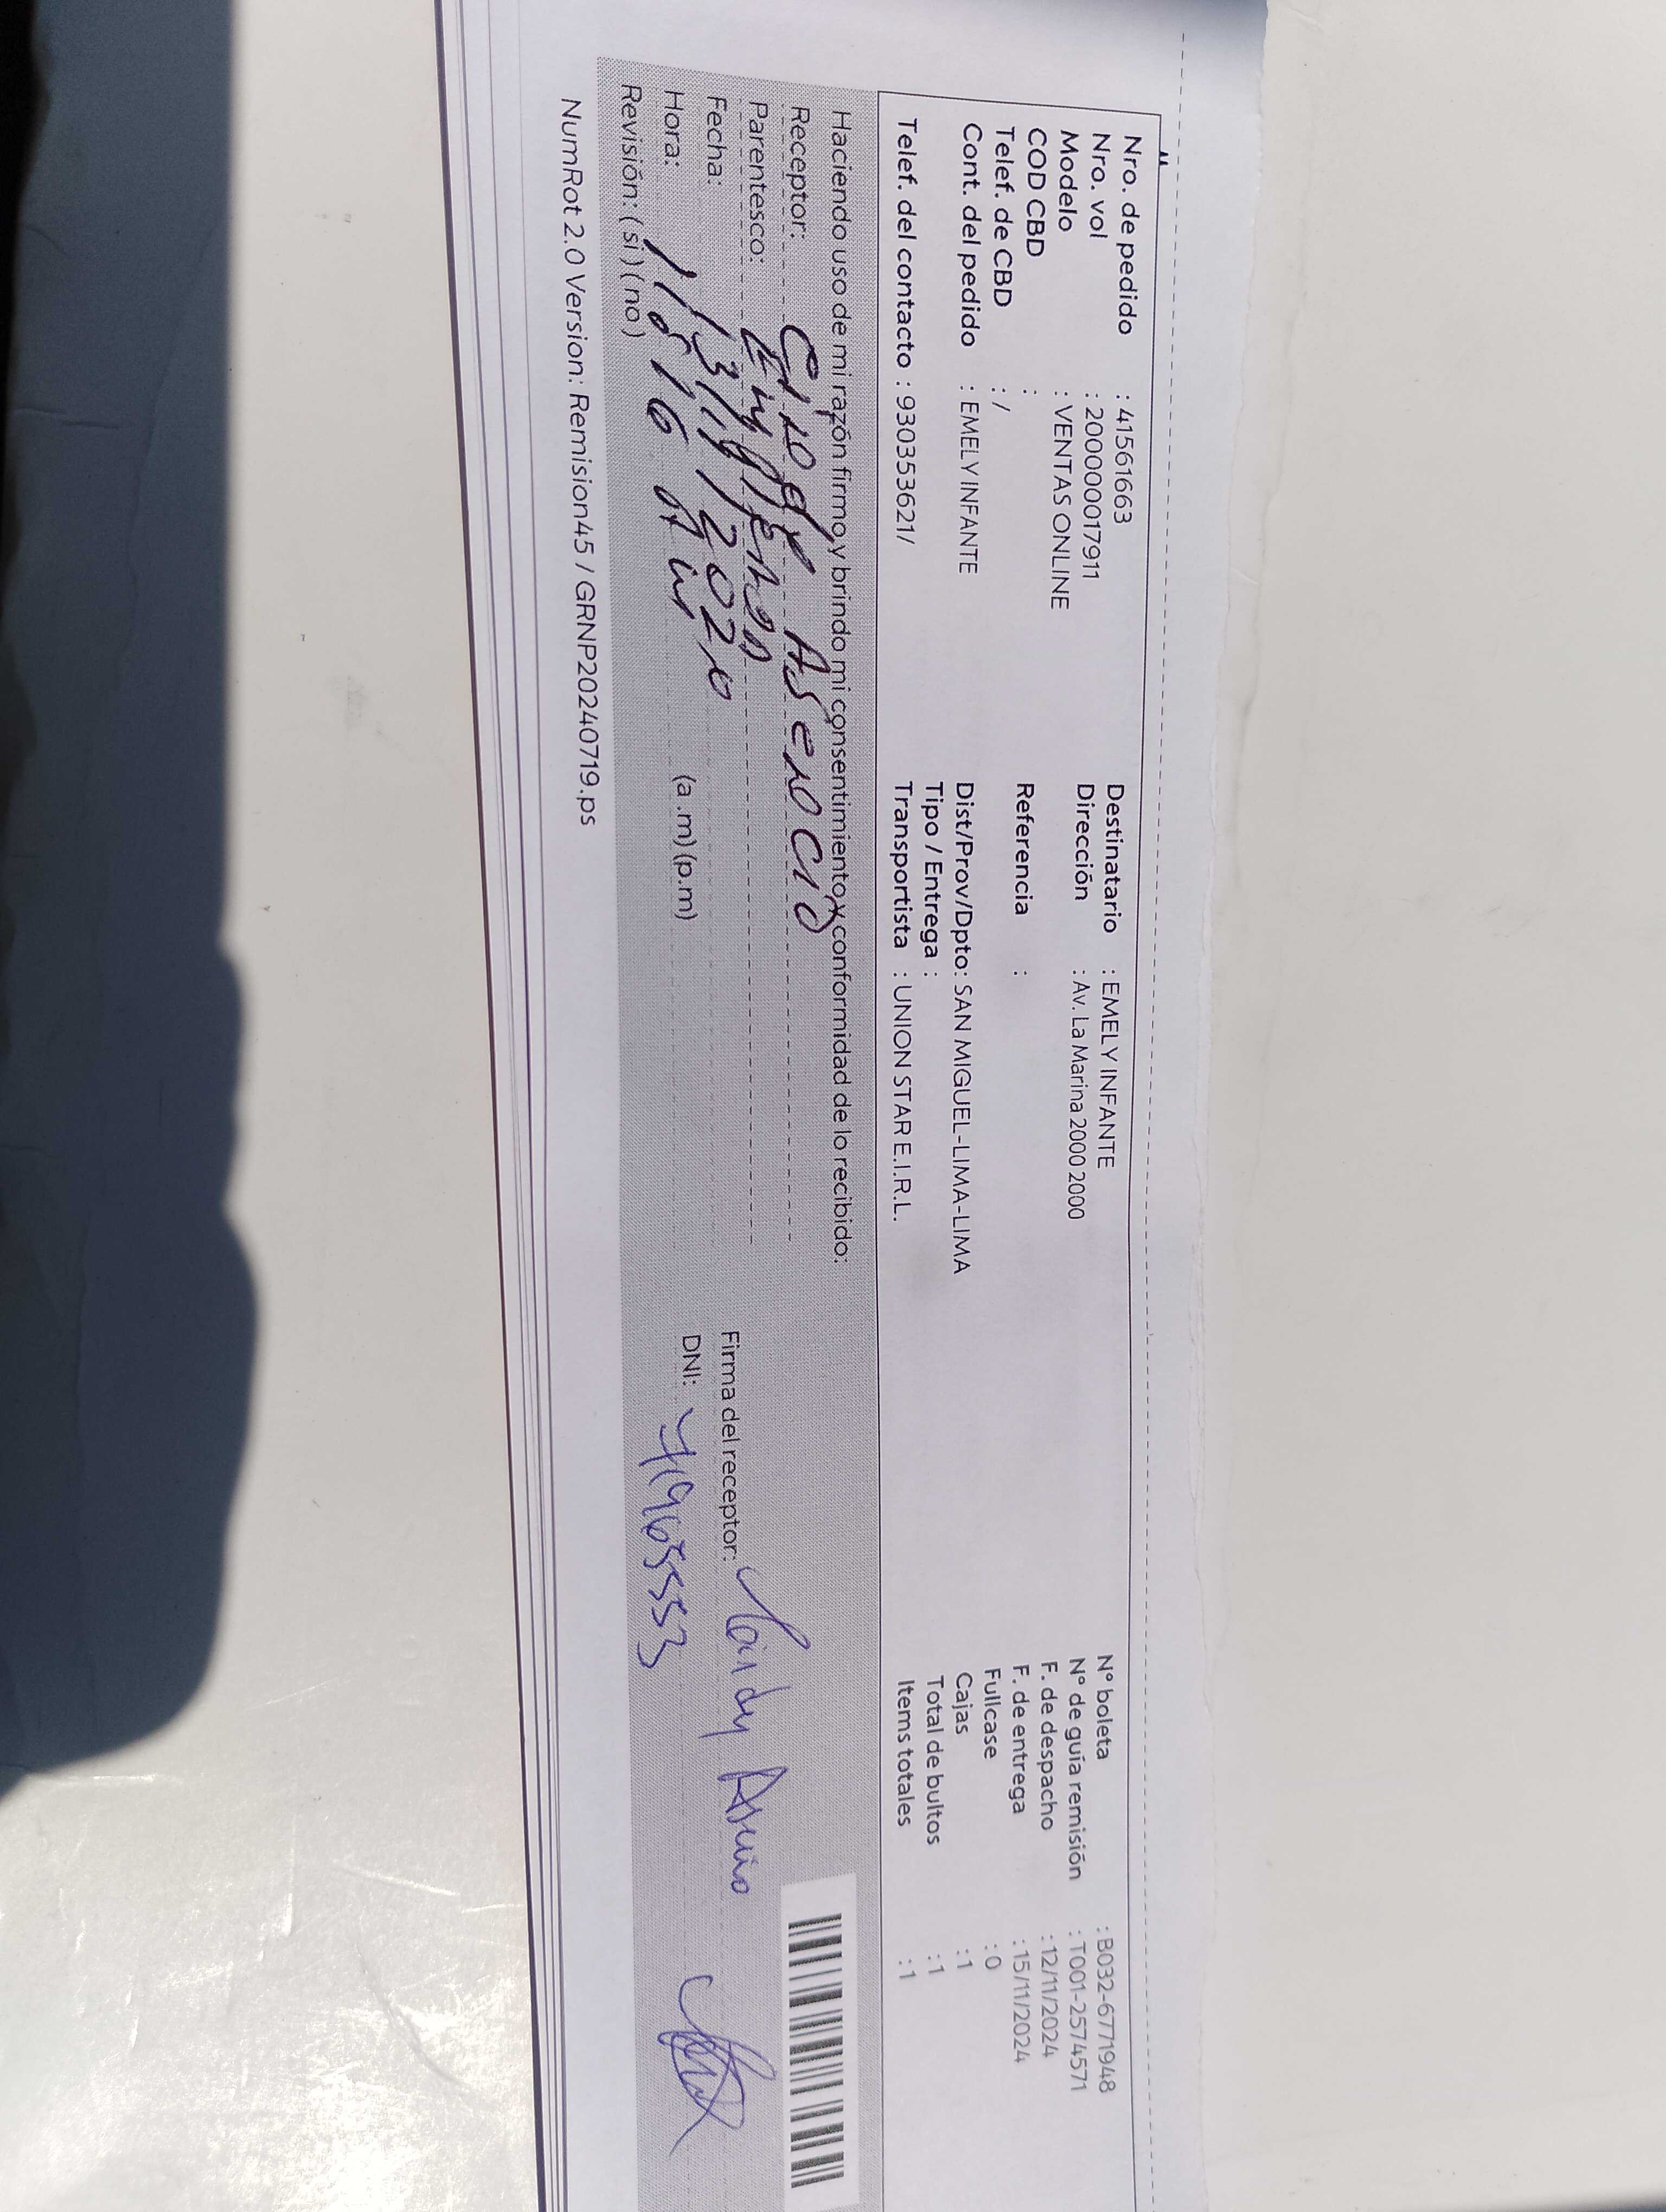 Nro. de pedido : 41561663
Nro. vol : 2000000017911
Modelo : VENTAS ONLINE
COD CBD :
Telef. de CBD : /
Cont. del pedido : EMELY INFANTE
Telef. del contacto : 930353621/
Destinatario : EMELY INFANTE
Dirección : Av. La Marina 2000 2000
Referencia :
Dist/Prov/Dpto: SAN MIGUEL-LIMA-LIMA
Tipo / Entrega :
Transportista : UNION STAR E.I.R.L.
N° boleta : B032-6771948
N° de guía remisión : T001-2574571
F. de despacho : 12/11/2024
F. de entrega : 15/11/2024
Fullcase : 0
Cajas : 1
Total de bultos : 1
Items totales : 1
Haciendo uso de mi razón firmo y brindo mi consentimiento y conformidad de lo recibido:
Receptor: Asencio
Parentesco:
Fecha:
Hora: (a.m) (p.m)
Revisión: ( si ) ( no )
Firma del receptor:
DNI:
NumRot 2.0 Version: Remision45 / GRNP20240719.ps